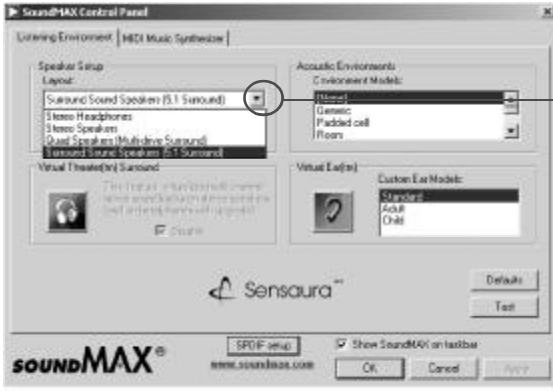 SoundMAX Control Panel
Listening Environment
MIDI Music Synthesizer
Speaker Setup
Layout:
Surround Sound Speakers (5.1 Surround)
Stereo Headphones
Stereo Speakers
Quad Speakers (Multi-drive Surround)
Surround Sound Speakers (5.1 Surround)
Acoustic Environments
Environment Models:
(None)
Generic
Padded cell
Room
Virtual Theater(tm) Surround
Disable
Virtual Ear(tm)
Custom Ear Models:
Standard
Adult
Child
Sensaura™
Defaults
Test
SOUNDMAX®
SPDIF setup
www.soundmax.com
Show SoundMAX on taskbar
OK
Cancel
Apply